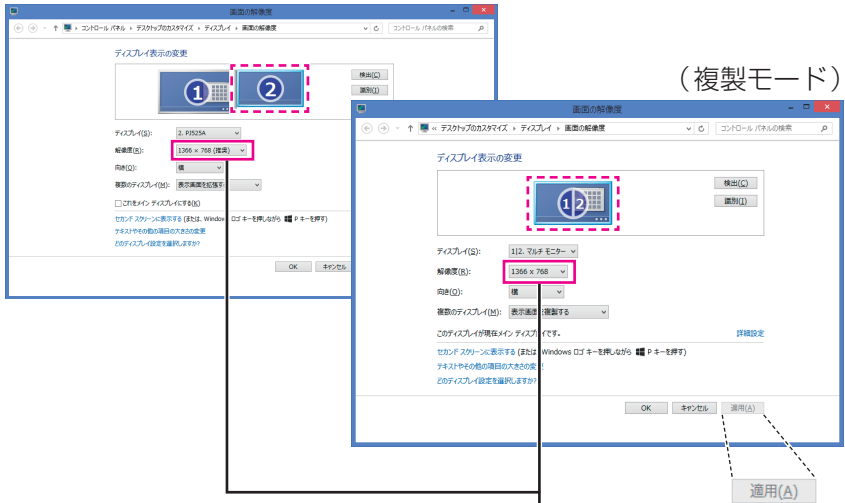 画面の解像度
コントロール パネル ▸ デスクトップのカスタマイズ ▸ ディスプレイ ▸ 画面の解像度
コントロール パネルの検索
ディスプレイ表示の変更
1
2
検出(C)
識別(I)
ディスプレイ(S): 2. PJ525A
解像度(R): 1366 × 768 (推奨)
向き(O): 横
複数のディスプレイ(M): 表示画面を拡張す
これをメイン ディスプレイにする(K)
セカンド スクリーンに表示する (または、Window ロゴ キーを押しながら P キーを押す)
テキストやその他の項目の大きさの変更
どのディスプレイ設定を選択しますか?
OK キャンセル
(複製モード)
画面の解像度
« デスクトップのカスタマイズ ▸ ディスプレイ ▸ 画面の解像度
コントロール パネルの検索
ディスプレイ表示の変更
1|2
検出(C)
識別(I)
ディスプレイ(S): 1|2. マルチ モニター
解像度(R): 1366 x 768
向き(O): 横
複数のディスプレイ(M): 表示画面を複製する
このディスプレイが現在メイン ディスプレイです。 詳細設定
セカンド スクリーンに表示する (または Windows ロゴ キーを押しながら P キーを押す)
テキストやその他の項目の大きさの変
どのディスプレイ設定を選択しますか?
OK キャンセル 適用(A)
適用(A)